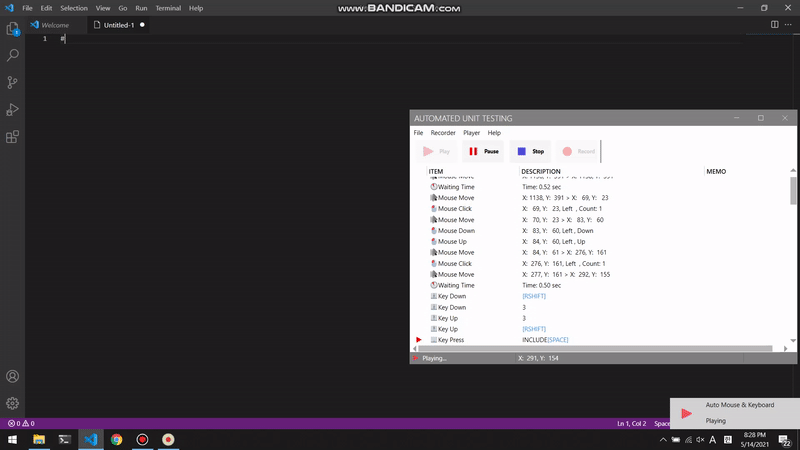 File Edit Selection View Go Run Terminal Help
www.BANDICAM.com
Welcome
Untitled-1
1 #
AUTOMATED UNIT TESTING
File Recorder Player Help
Play Pause Stop Record
ITEM DESCRIPTION MEMO
Mouse Move X: 1138, Y: 391 > X: 1138, Y: 391
Waiting Time Time: 0.52 sec
Mouse Move X: 1138, Y: 391 > X: 69, Y: 23
Mouse Click X: 69, Y: 23, Left , Count: 1
Mouse Move X: 70, Y: 23 > X: 83, Y: 60
Mouse Down X: 83, Y: 60, Left , Down
Mouse Up X: 84, Y: 60, Left , Up
Mouse Move X: 84, Y: 61 > X: 276, Y: 161
Mouse Click X: 276, Y: 161, Left , Count: 1
Mouse Move X: 277, Y: 161 > X: 292, Y: 155
Waiting Time Time: 0.50 sec
Key Down [RSHIFT]
Key Down 3
Key Up 3
Key Up [RSHIFT]
Key Press INCLUDE[SPACE]
Playing... X: 291, Y: 154
Auto Mouse & Keyboard
Playing
0 0 Ln 1, Col 2 Space
A 8:28 PM
5/14/2021
22